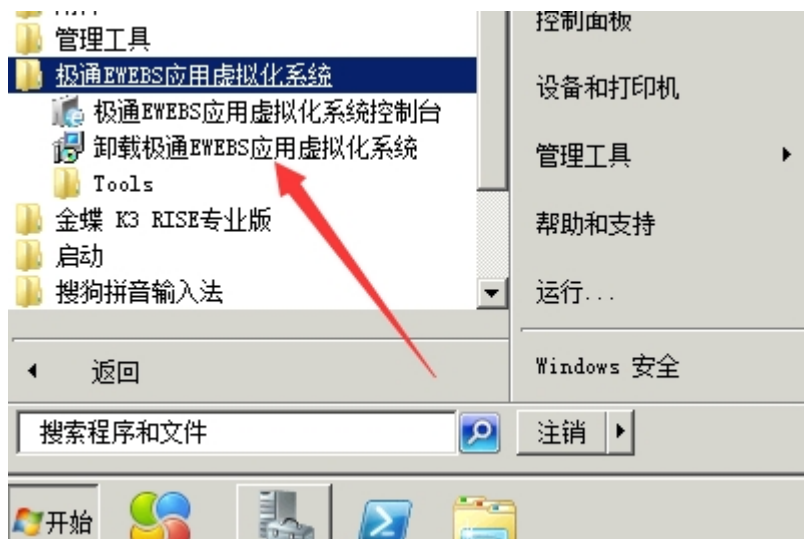 管理工具
极通EWEBS应用虚拟化系统
极通EWEBS应用虚拟化系统控制台
卸载极通EWEBS应用虚拟化系统
Tools
金蝶 K3 RISE专业版
启动
搜狗拼音输入法
返回
搜索程序和文件
控制面板
设备和打印机
管理工具
帮助和支持
运行...
Windows 安全
注销
开始